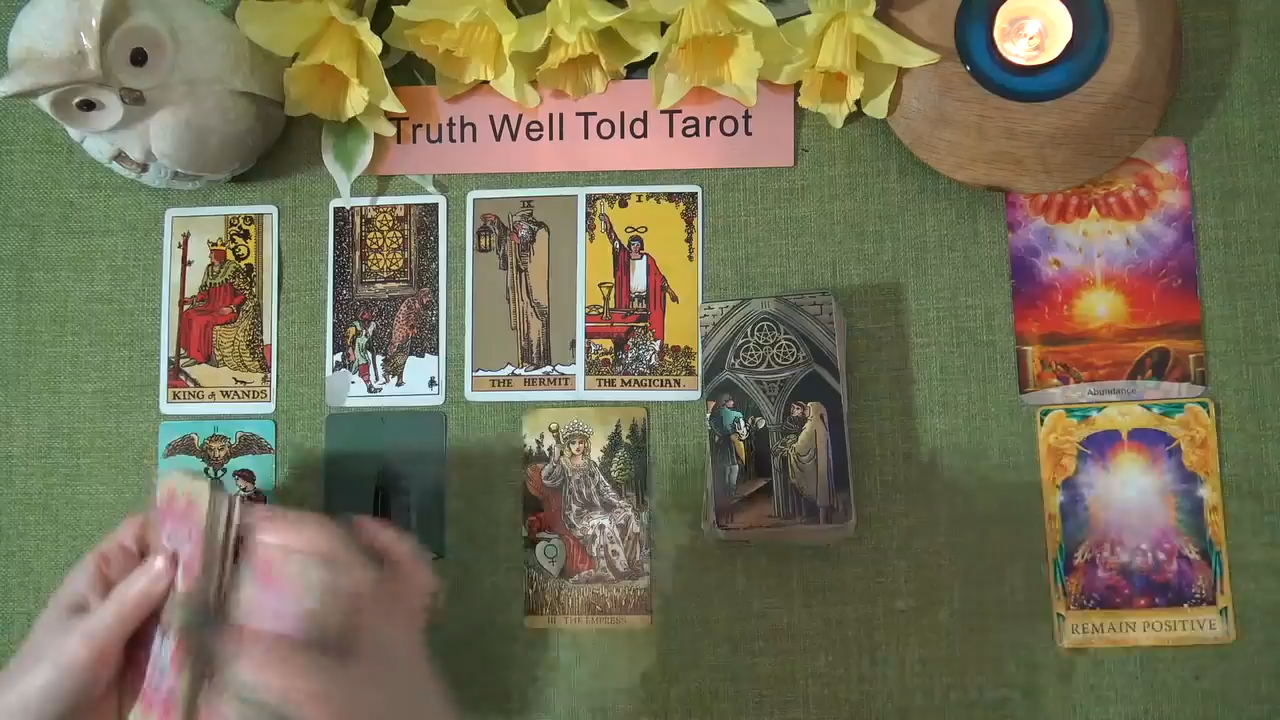 Truth Well Told Tarot
IX
I
KING of WANDS
THE HERMIT.
THE MAGICIAN.
Abundance
III THE EMPRESS
REMAIN POSITIVE